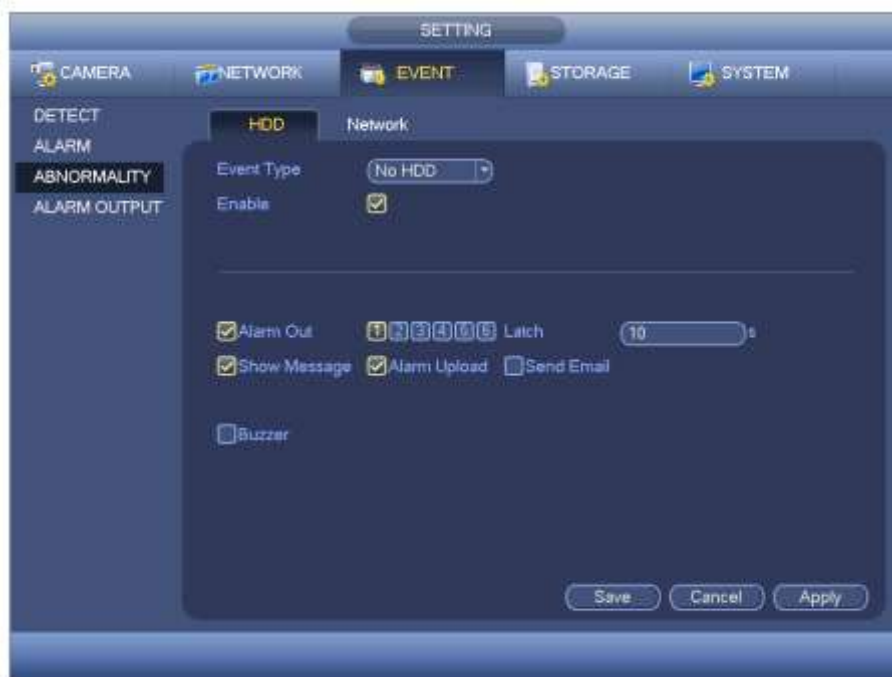 SETTING
CAMERA NETWORK EVENT STORAGE SYSTEM
DETECT
ALARM
ABNORMALITY
ALARM OUTPUT
HDD Network
Event Type No HDD
Enable
Alarm Out 1 2 3 4 5 6 Latch 10 s
Show Message Alarm Upload Send Email
Buzzer
Save Cancel Apply